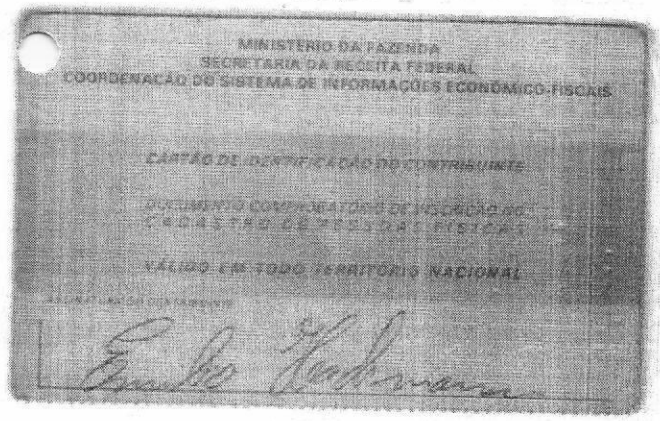 MINISTÉRIO DA FAZENDA
SECRETARIA DA RECEITA FEDERAL
COORDENAÇÃO DO SISTEMA DE INFORMAÇÕES ECONÔMICO-FISCAIS
CARTÃO DE IDENTIFICAÇÃO DO CONTRIBUINTE
DOCUMENTO COMPROBATÓRIO DE INSCRIÇÃO NO
CADASTRO DE PESSOAS FÍSICAS
VÁLIDO EM TODO TERRITÓRIO NACIONAL
ASSINATURA DO CONTRIBUINTE